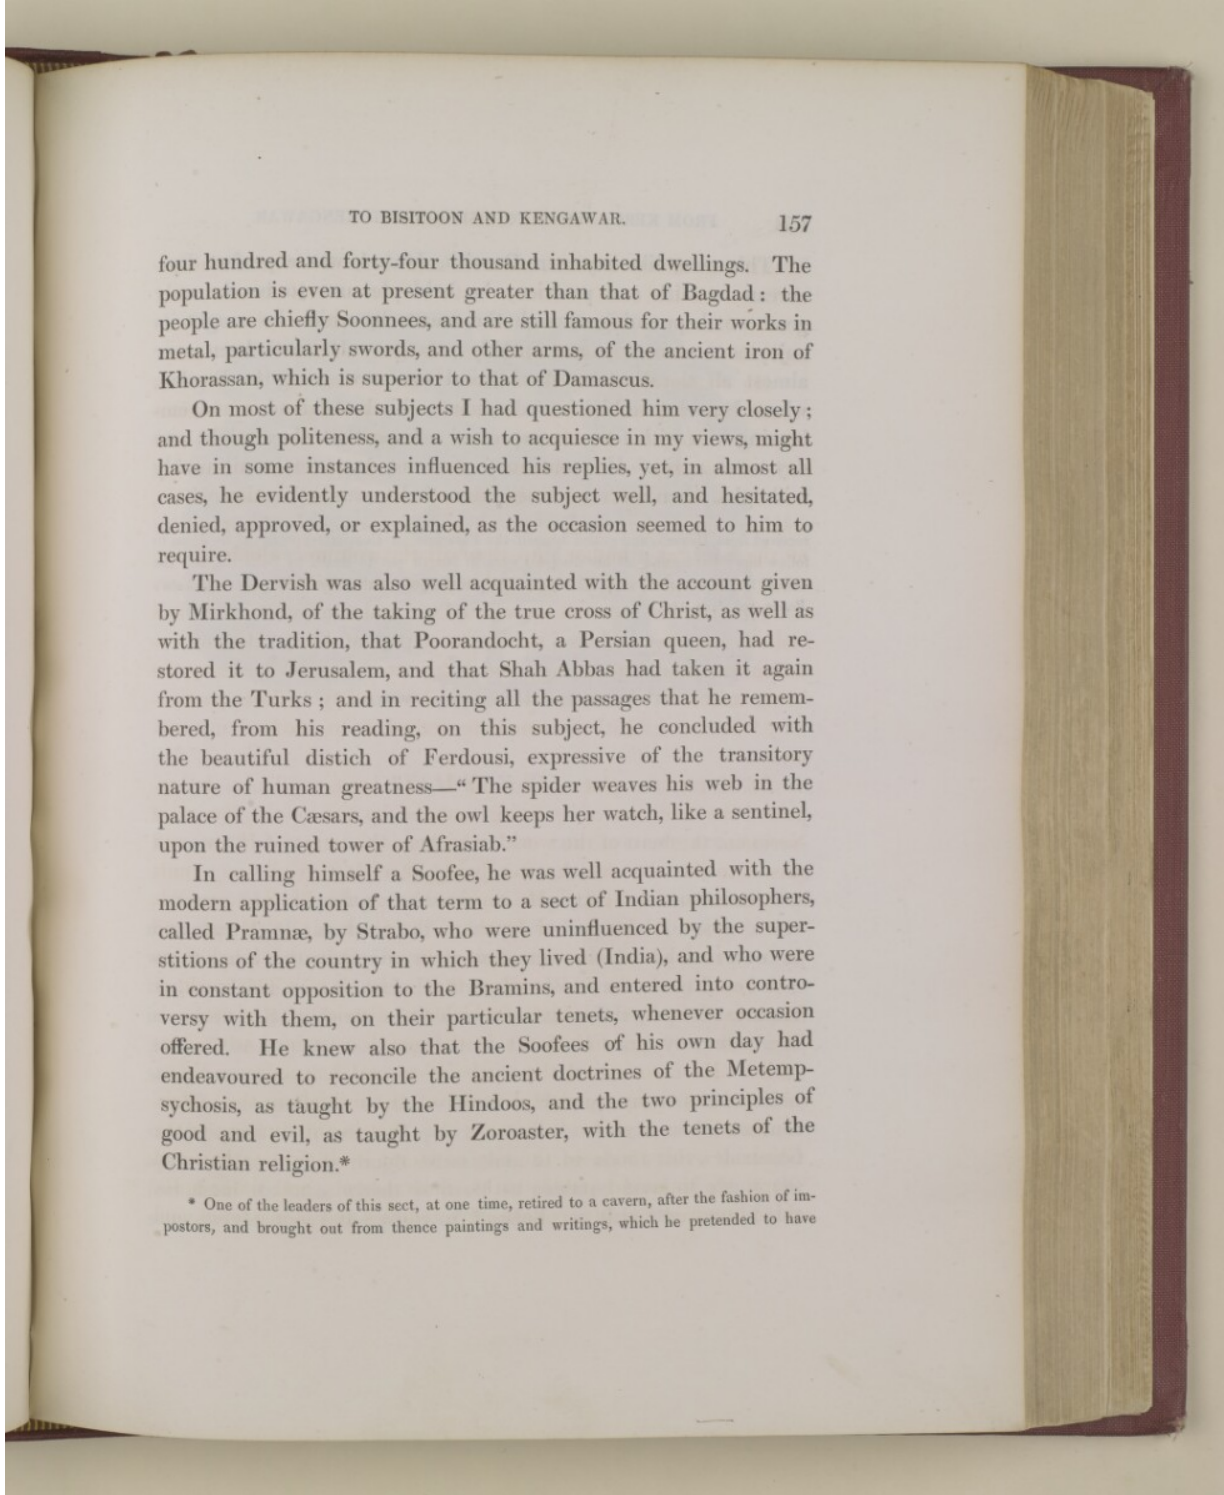 TO BISITOON AND KENGAWAR. 157
four hundred and forty-four thousand inhabited dwellings. The
population is even at present greater than that of Bagdad: the
people are chiefly Soonnees, and are still famous for their works in
metal, particularly swords, and other arms, of the ancient iron of
Khorassan, which is superior to that of Damascus.
On most of these subjects I had questioned him very closely;
and though politeness, and a wish to acquiesce in my views, might
have in some instances influenced his replies, yet, in almost all
cases, he evidently understood the subject well, and hesitated,
denied, approved, or explained, as the occasion seemed to him to
require.
The Dervish was also well acquainted with the account given
by Mirkhond, of the taking of the true cross of Christ, as well as
with the tradition, that Poorandocht, a Persian queen, had re-
stored it to Jerusalem, and that Shah Abbas had taken it again
from the Turks; and in reciting all the passages that he remem-
bered, from his reading, on this subject, he concluded with
the beautiful distich of Ferdousi, expressive of the transitory
nature of human greatness—“The spider weaves his web in the
palace of the Cæsars, and the owl keeps her watch, like a sentinel,
upon the ruined tower of Afrasiab.”
In calling himself a Soofee, he was well acquainted with the
modern application of that term to a sect of Indian philosophers,
called Pramnæ, by Strabo, who were uninfluenced by the super-
stitions of the country in which they lived (India), and who were
in constant opposition to the Bramins, and entered into contro-
versy with them, on their particular tenets, whenever occasion
offered. He knew also that the Soofees of his own day had
endeavoured to reconcile the ancient doctrines of the Metemp-
sychosis, as taught by the Hindoos, and the two principles of
good and evil, as taught by Zoroaster, with the tenets of the
Christian religion.*
* One of the leaders of this sect, at one time, retired to a cavern, after the fashion of im-
postors, and brought out from thence paintings and writings, which he pretended to have